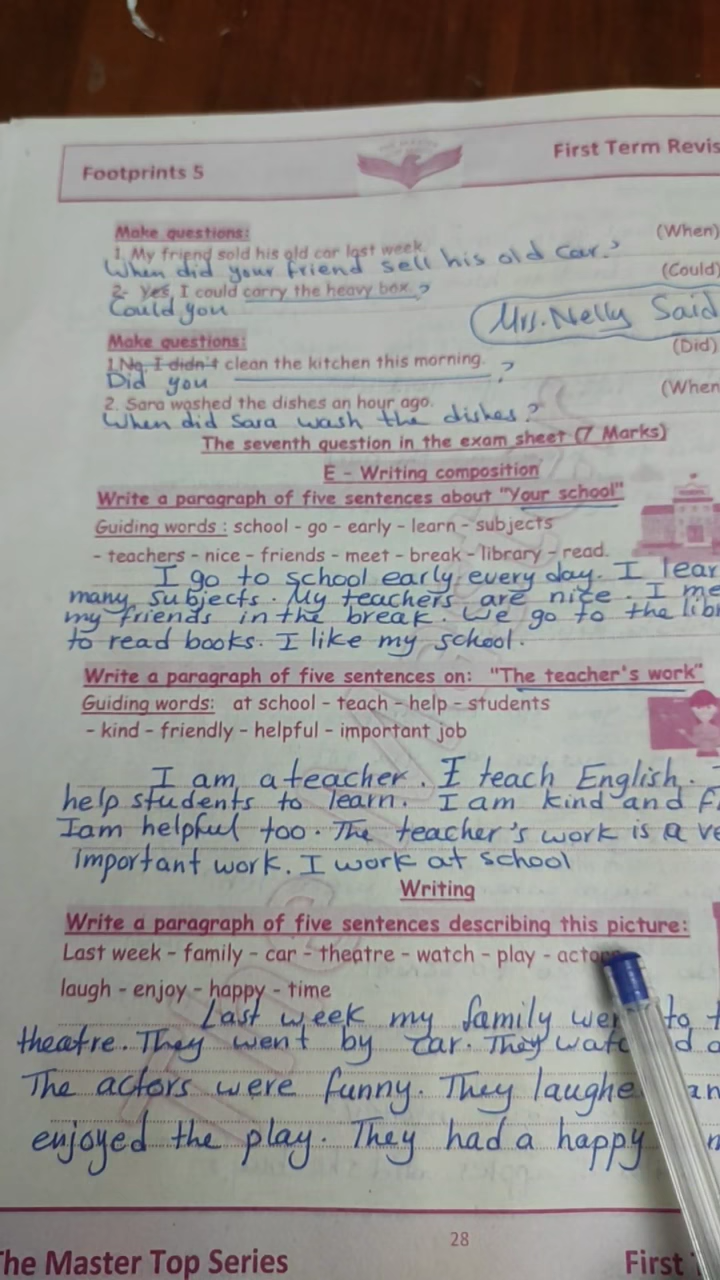 Footprints 5
First Term Revis
Make questions:
1. My friend sold his old car last week. (When)
When did your friend sell his old car.?
2- Yes, I could carry the heavy box. ? (Could)
Could you
Mrs. Nelly Said
Make questions:
1.No, I didn't clean the kitchen this morning. ? (Did)
Did you
2. Sara washed the dishes an hour ago. (When
When did Sara wash the dishes?
The seventh question in the exam sheet (7 Marks)
E - Writing composition
Write a paragraph of five sentences about "Your school"
Guiding words : school - go - early - learn - subjects
- teachers - nice - friends - meet - break - library - read.
I go to school early every day. I lear
many subjects. My teachers are nice. I me
my friends in the break. We go to the libr
to read books. I like my school.
Write a paragraph of five sentences on: "The teacher's work"
Guiding words: at school - teach - help - students
- kind - friendly - helpful - important job
I am a teacher. I teach English.
help students to learn. I am kind and Fr
I am helpful too. The teacher's work is a ve
important work. I work at school
Writing
Write a paragraph of five sentences describing this picture:
Last week - family - car - theatre - watch - play - actor
laugh - enjoy - happy - time
Last week my family wen to t
theatre. They went by car. They watc d a
The actors were funny. They laughe an
enjoyed the play. They had a happy
28
The Master Top Series
First T